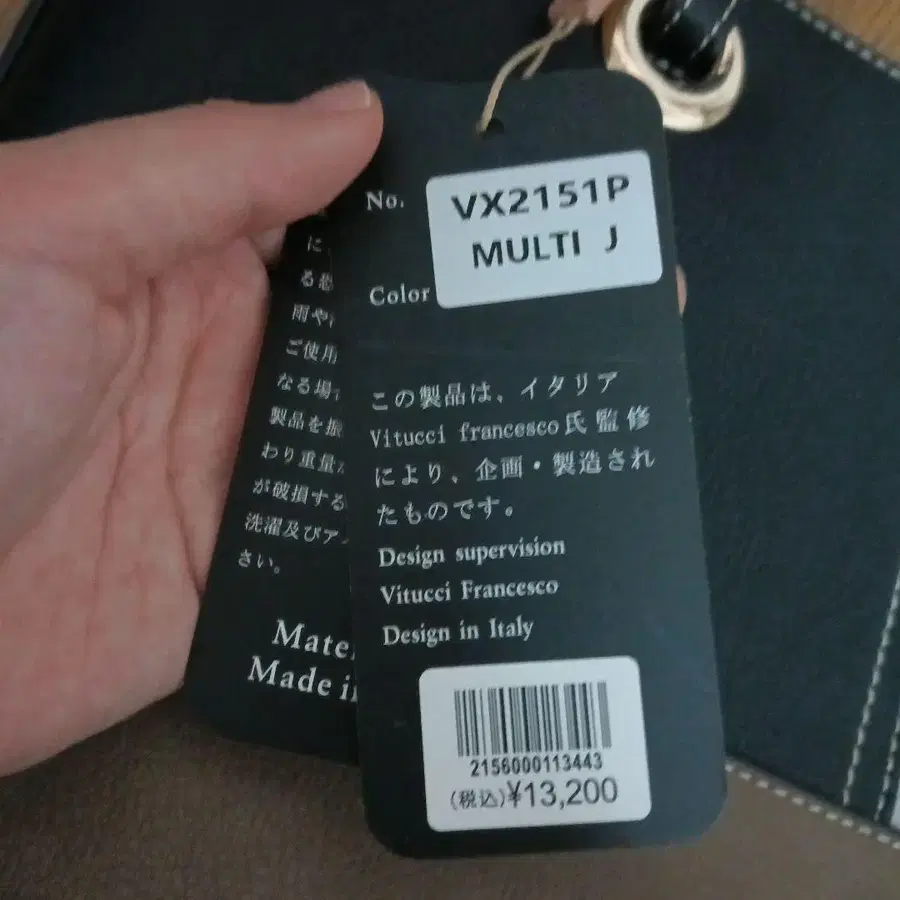 No.
VX2151P
MULTI J
Color
この製品は、イタリア
Vitucci francesco氏監修
により、企画・製造され
たものです。
Design supervision
Vitucci Francesco
Design in Italy
2156000113443
(税込)¥13,200
に
る
雨や
ご使用
なる場
製品を振
わり重量
が破損する
洗濯及びア
さい。
Mate
Made i